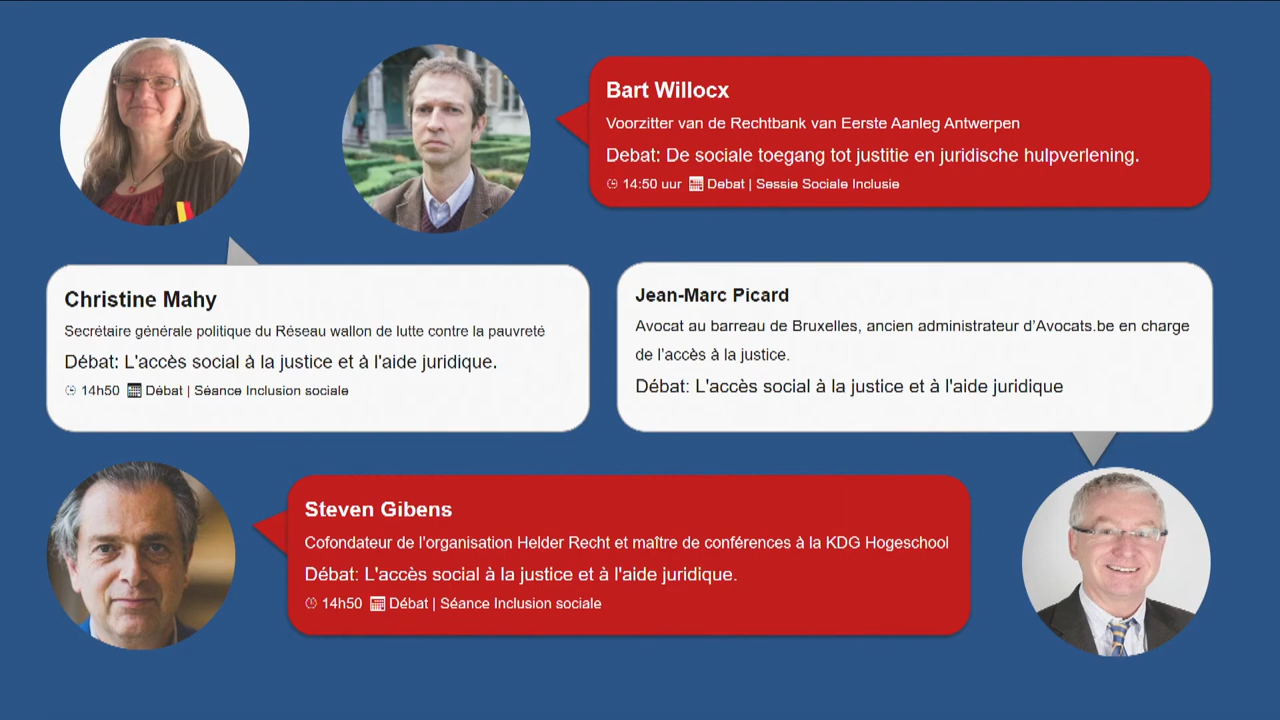 Bart Willocx
Voorzitter van de Rechtbank van Eerste Aanleg Antwerpen
Debat: De sociale toegang tot justitie en juridische hulpverlening.
14:50 uur Debat | Sessie Sociale Inclusie
Christine Mahy
Secrétaire générale politique du Réseau wallon de lutte contre la pauvreté
Débat: L'accès social à la justice et à l'aide juridique.
14h50 Débat | Séance Inclusion sociale
Jean-Marc Picard
Avocat au barreau de Bruxelles, ancien administrateur d'Avocats.be en charge
de l'accès à la justice.
Débat: L'accès social à la justice et à l'aide juridique
Steven Gibens
Cofondateur de l'organisation Helder Recht et maître de conférences à la KDG Hogeschool
Débat: L'accès social à la justice et à l'aide juridique.
14h50 Débat | Séance Inclusion sociale